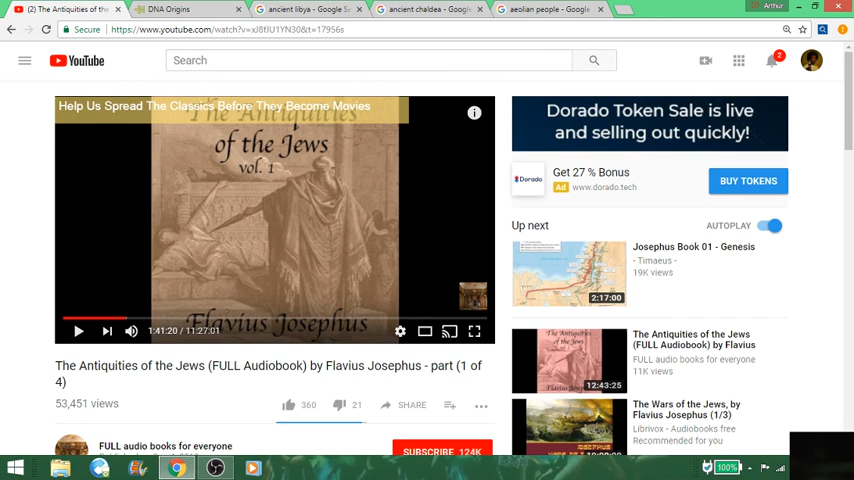 (2) The Antiquities of the
DNA Origins
ancient libya - Google Se
ancient chaldea - Google
aeolian people - Google
Arthur
Secure
https://www.youtube.com/watch?v=xJ8fIU1YN30&t=17956s
YouTube
Search
2
Help Us Spread The Classics Before They Become Movies
The Antiquities
of the Jews
vol. 1
Flavius Josephus
1:41:20 / 11:27:01
The Antiquities of the Jews (FULL Audiobook) by Flavius Josephus - part (1 of
4)
53,451 views
360
21
SHARE
FULL audio books for everyone
SUBSCRIBE 124K
Dorado Token Sale is live
and selling out quickly!
Dorado
Get 27 % Bonus
Ad www.dorado.tech
BUY TOKENS
Up next
AUTOPLAY
Josephus Book 01 - Genesis
- Timaeus -
19K views
2:17:00
The Antiquities of the Jews
(FULL Audiobook) by Flavius
FULL audio books for everyone
11K views
12:43:25
The Wars of the Jews, by
Flavius Josephus (1/3)
Librivox - Audiobooks free
Recommended for you
100%